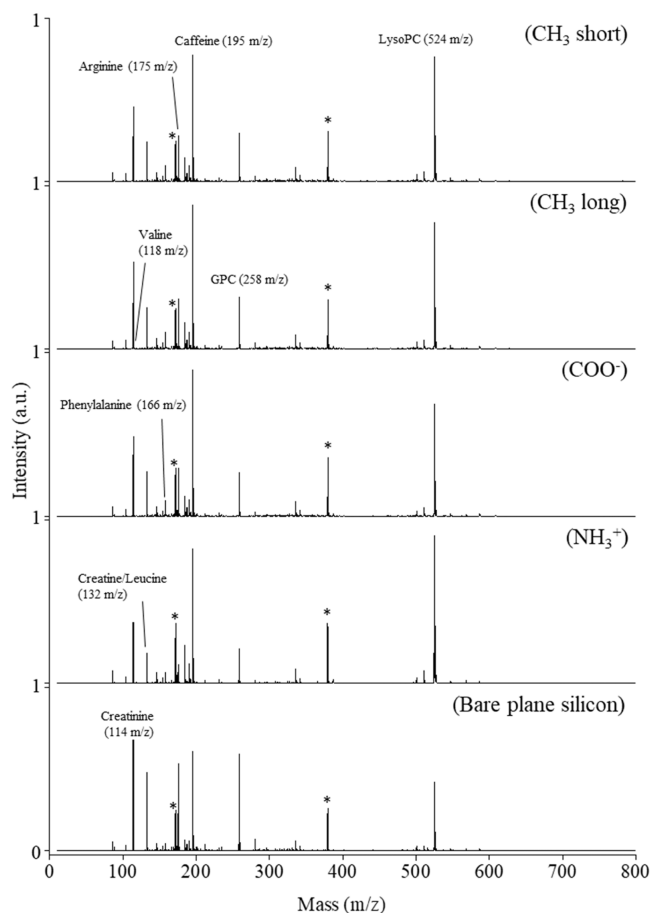 1
(CH₃ short)
Caffeine (195 m/z)
LysoPC (524 m/z)
Arginine (175 m/z)
*
*
1
(CH₃ long)
Valine
(118 m/z)
GPC (258 m/z)
*
*
1
(COO⁻)
Phenylalanine (166 m/z)
*
*
1
(NH₃⁺)
Creatine/Leucine
(132 m/z)
*
*
1
(Bare plane silicon)
Creatinine
(114 m/z)
*
*
0
Intensity (a.u.)
0 100 200 300 400 500 600 700 800
Mass (m/z)